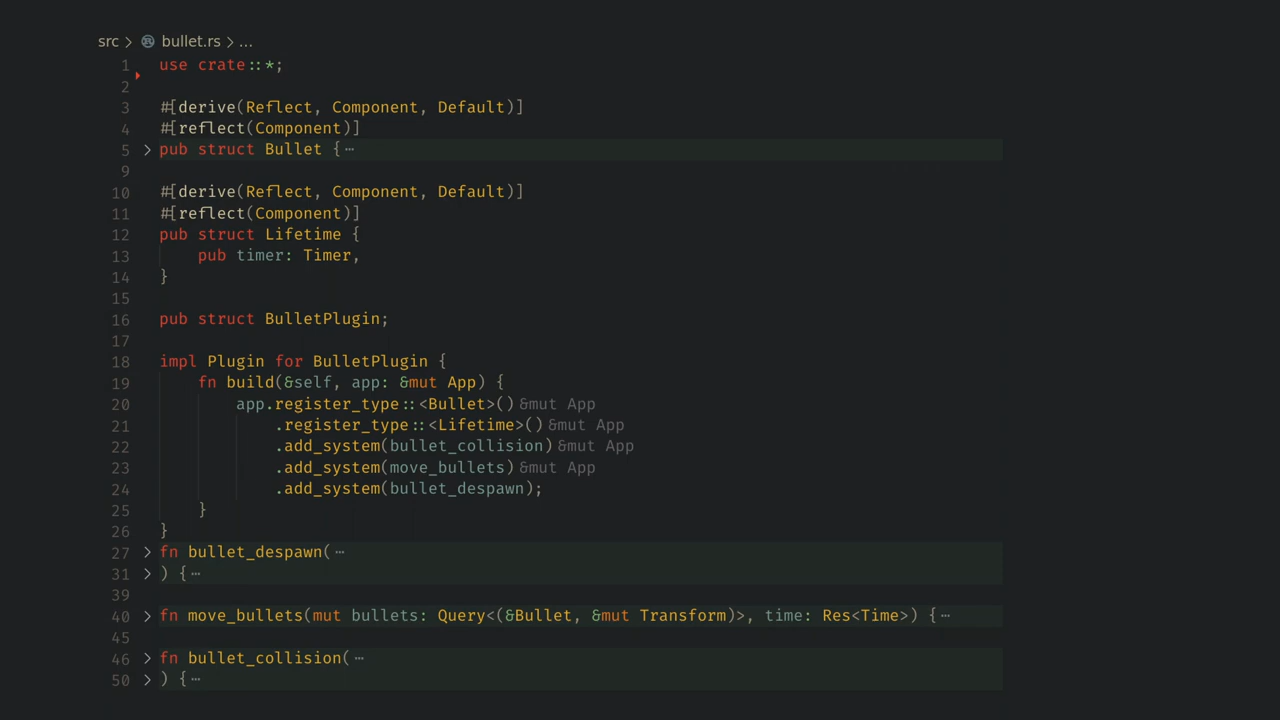 src > bullet.rs > ...
1 use crate::*;
2
3 #[derive(Reflect, Component, Default)]
4 #[reflect(Component)]
5 > pub struct Bullet {⋯
9
10 #[derive(Reflect, Component, Default)]
11 #[reflect(Component)]
12 pub struct Lifetime {
13     pub timer: Timer,
14 }
15
16 pub struct BulletPlugin;
17
18 impl Plugin for BulletPlugin {
19     fn build(&self, app: &mut App) {
20         app.register_type::<Bullet>() &mut App
21             .register_type::<Lifetime>() &mut App
22             .add_system(bullet_collision) &mut App
23             .add_system(move_bullets) &mut App
24             .add_system(bullet_despawn);
25     }
26 }
27 > fn bullet_despawn(⋯
31 > ) {⋯
39
40 > fn move_bullets(mut bullets: Query<(&Bullet, &mut Transform)>, time: Res<Time>) {⋯
45
46 > fn bullet_collision(⋯
50 > ) {⋯